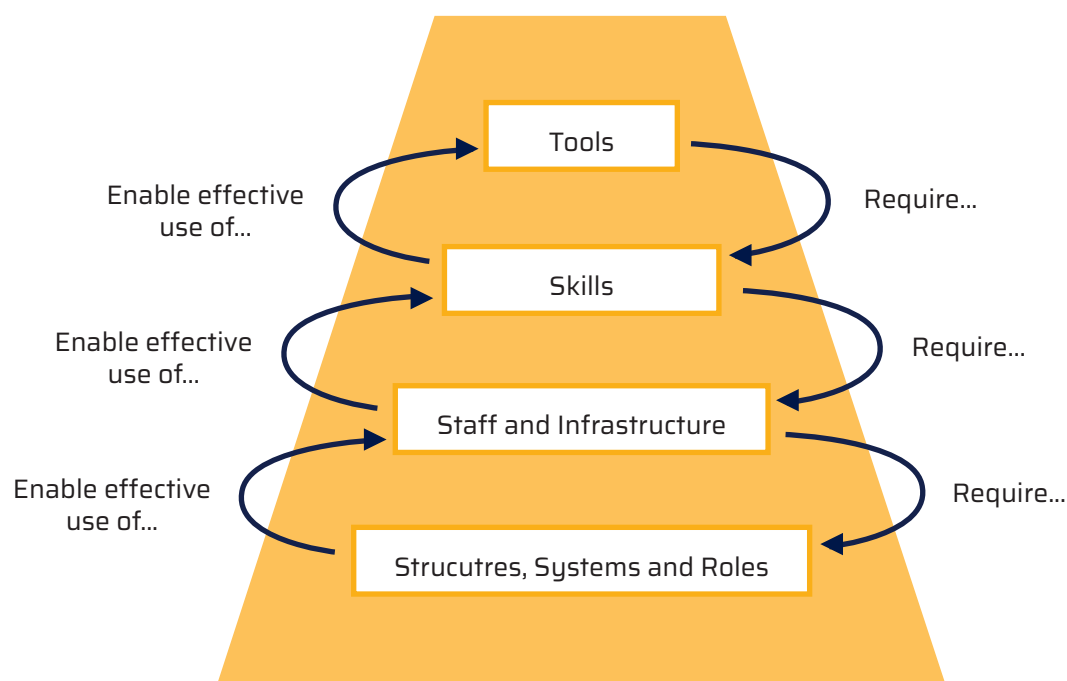 Tools
Enable effective
use of...
Require...
Skills
Enable effective
use of...
Require...
Staff and Infrastructure
Enable effective
use of...
Require...
Strucutres, Systems and Roles